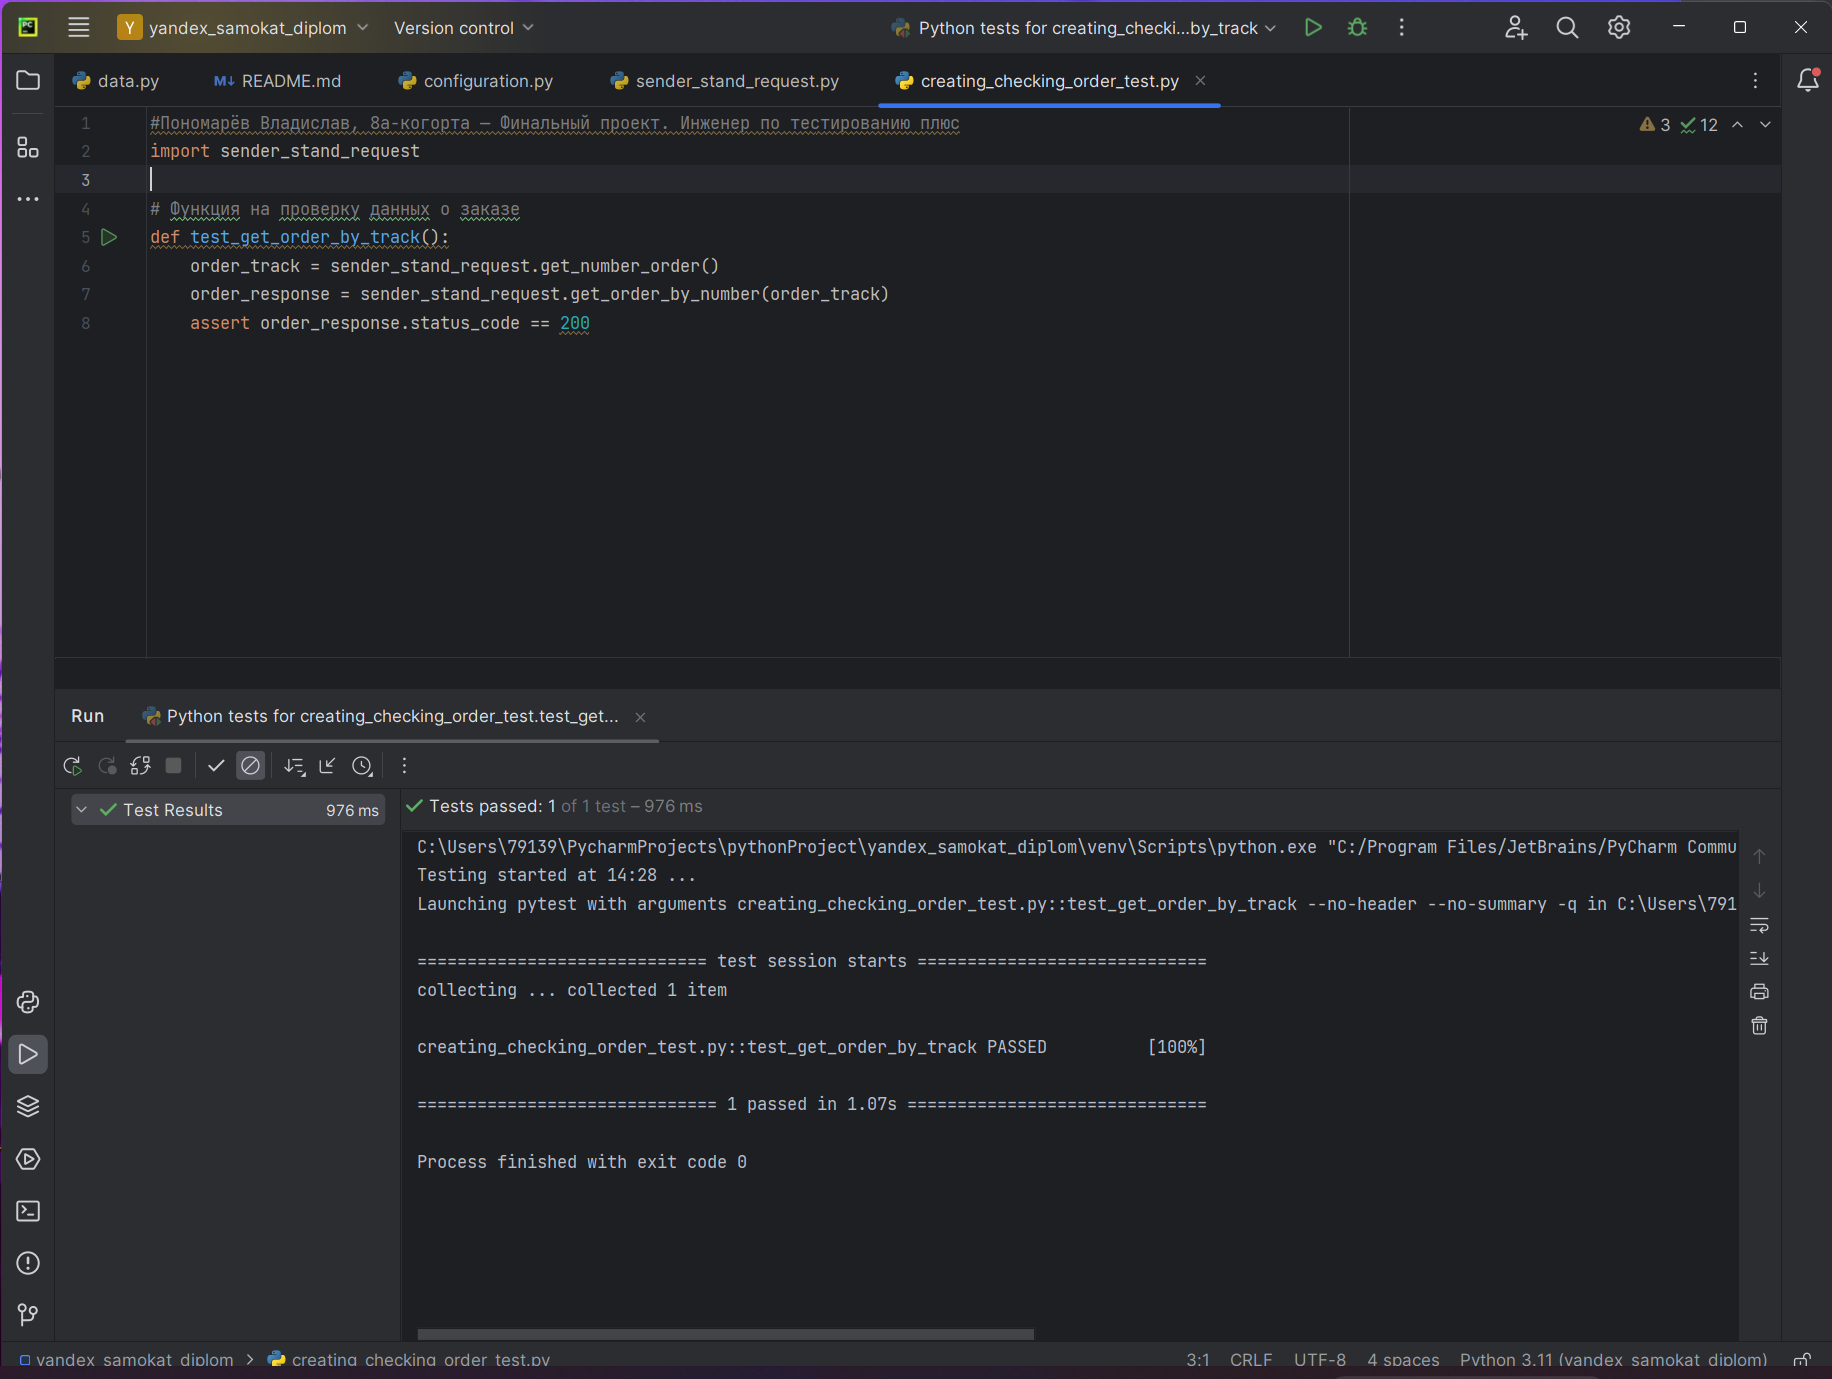 PC
Y yandex_samokat_diplom Version control Python tests for creating_checki...by_track
data.py M↓ README.md configuration.py sender_stand_request.py creating_checking_order_test.py
1 #Пономарёв Владислав, 8а-когорта — Финальный проект. Инженер по тестированию плюс
3 12
2 import sender_stand_request
3
4 # Функция на проверку данных о заказе
5 def test_get_order_by_track():
6 order_track = sender_stand_request.get_number_order()
7 order_response = sender_stand_request.get_order_by_number(order_track)
8 assert order_response.status_code == 200
Run Python tests for creating_checking_order_test.test_get...
Test Results 976 ms
Tests passed: 1 of 1 test – 976 ms
C:\Users\79139\PycharmProjects\pythonProject\yandex_samokat_diplom\venv\Scripts\python.exe "C:/Program Files/JetBrains/PyCharm Commu
Testing started at 14:28 ...
Launching pytest with arguments creating_checking_order_test.py::test_get_order_by_track --no-header --no-summary -q in C:\Users\791
============================= test session starts =============================
collecting ... collected 1 item
creating_checking_order_test.py::test_get_order_by_track PASSED [100%]
============================== 1 passed in 1.07s ==============================
Process finished with exit code 0
yandex_samokat_diplom > creating_checking_order_test.py 3:1 CRLF UTF-8 4 spaces Python 3.11 (yandex_samokat_diplom)